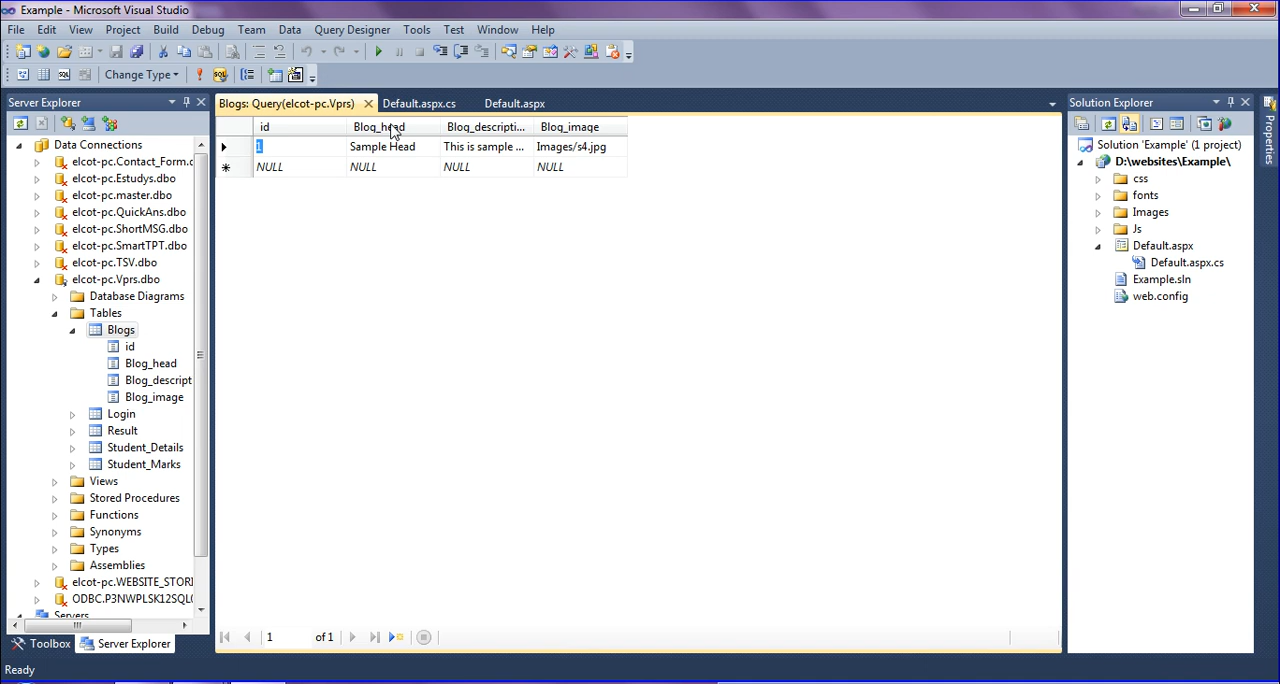 Example - Microsoft Visual Studio
File Edit View Project Build Debug Team Data Query Designer Tools Test Window Help
Change Type
Server Explorer
Data Connections
elcot-pc.Contact_Form.c
elcot-pc.Estudys.dbo
elcot-pc.master.dbo
elcot-pc.QuickAns.dbo
elcot-pc.ShortMSG.dbo
elcot-pc.SmartTPT.dbo
elcot-pc.TSV.dbo
elcot-pc.Vprs.dbo
Database Diagrams
Tables
Blogs
id
Blog_head
Blog_descript
Blog_image
Login
Result
Student_Details
Student_Marks
Views
Stored Procedures
Functions
Synonyms
Types
Assemblies
elcot-pc.WEBSITE_STORI
ODBC.P3NWPLSK12SQL(
Servers
Toolbox Server Explorer
Blogs: Query(elcot-pc.Vprs) Default.aspx.cs Default.aspx
id Blog_head Blog_descripti... Blog_image
1 Sample Head This is sample ... Images/s4.jpg
NULL NULL NULL NULL
1 of 1
Solution Explorer
Solution 'Example' (1 project)
D:\websites\Example\
css
fonts
Images
Js
Default.aspx
Default.aspx.cs
Example.sln
web.config
Properties
Ready